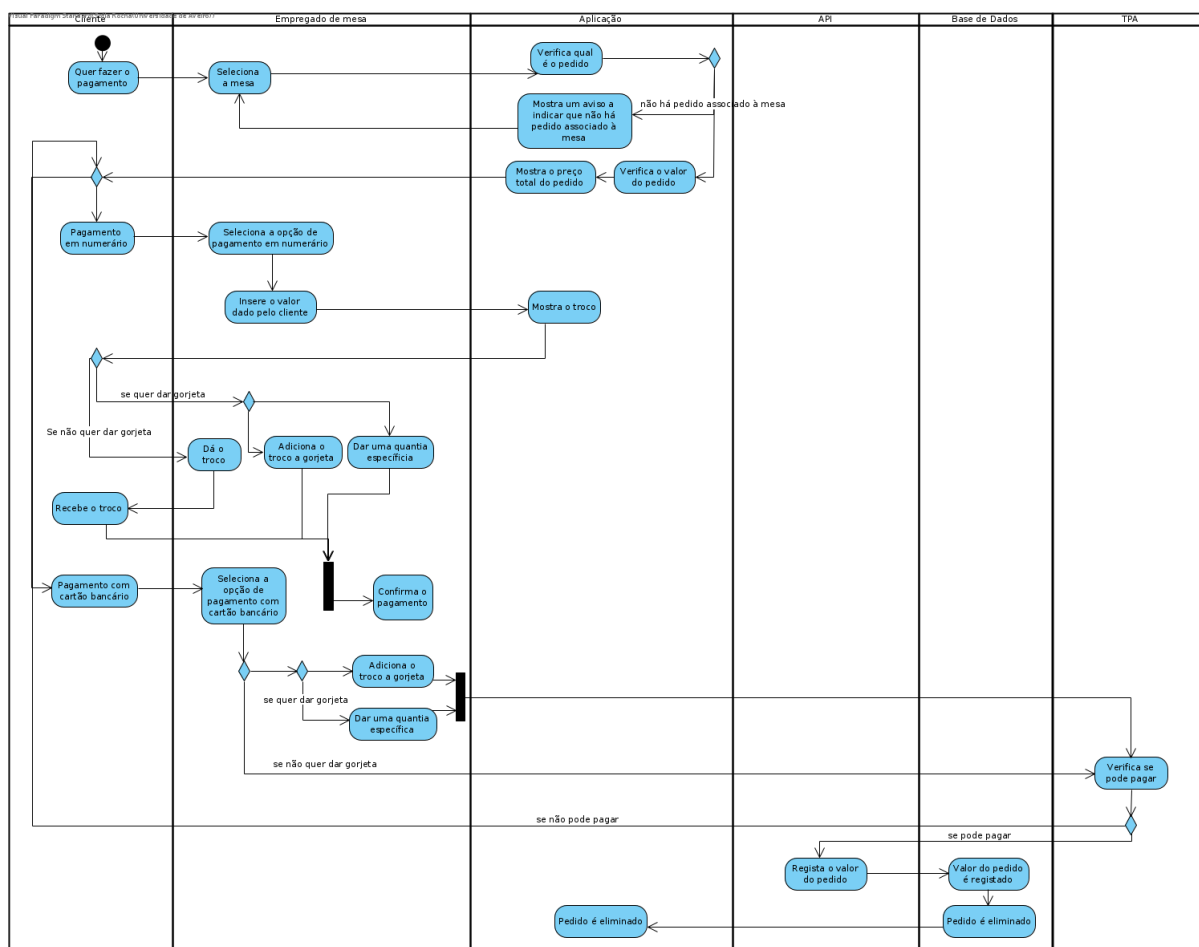 Cliente
Empregado de mesa
Aplicação
API
Base de Dados
TPA
Quer fazer o
pagamento
Seleciona
a mesa
Verifica qual
é o pedido
não há pedido associado à mesa
Mostra um aviso a
indicar que não há
pedido associado à
mesa
Mostra o preço
total do pedido
Verifica o valor
do pedido
Pagamento
em numerário
Seleciona a opção de
pagamento em numerário
Insere o valor
dado pelo cliente
Mostra o troco
se quer dar gorjeta
Se não quer dar gorjeta
Dá o
troco
Adiciona o
troco a gorjeta
Dar uma quantia
específicia
Recebe o troco
Pagamento com
cartão bancário
Seleciona a
opção de
pagamento com
cartão bancário
Confirma o
pagamento
Adiciona o
troco a gorjeta
se quer dar gorjeta
Dar uma quantia
específica
se não quer dar gorjeta
Verifica se
pode pagar
se não pode pagar
se pode pagar
Regista o valor
do pedido
Valor do pedido
é registado
Pedido é eliminado
Pedido é eliminado